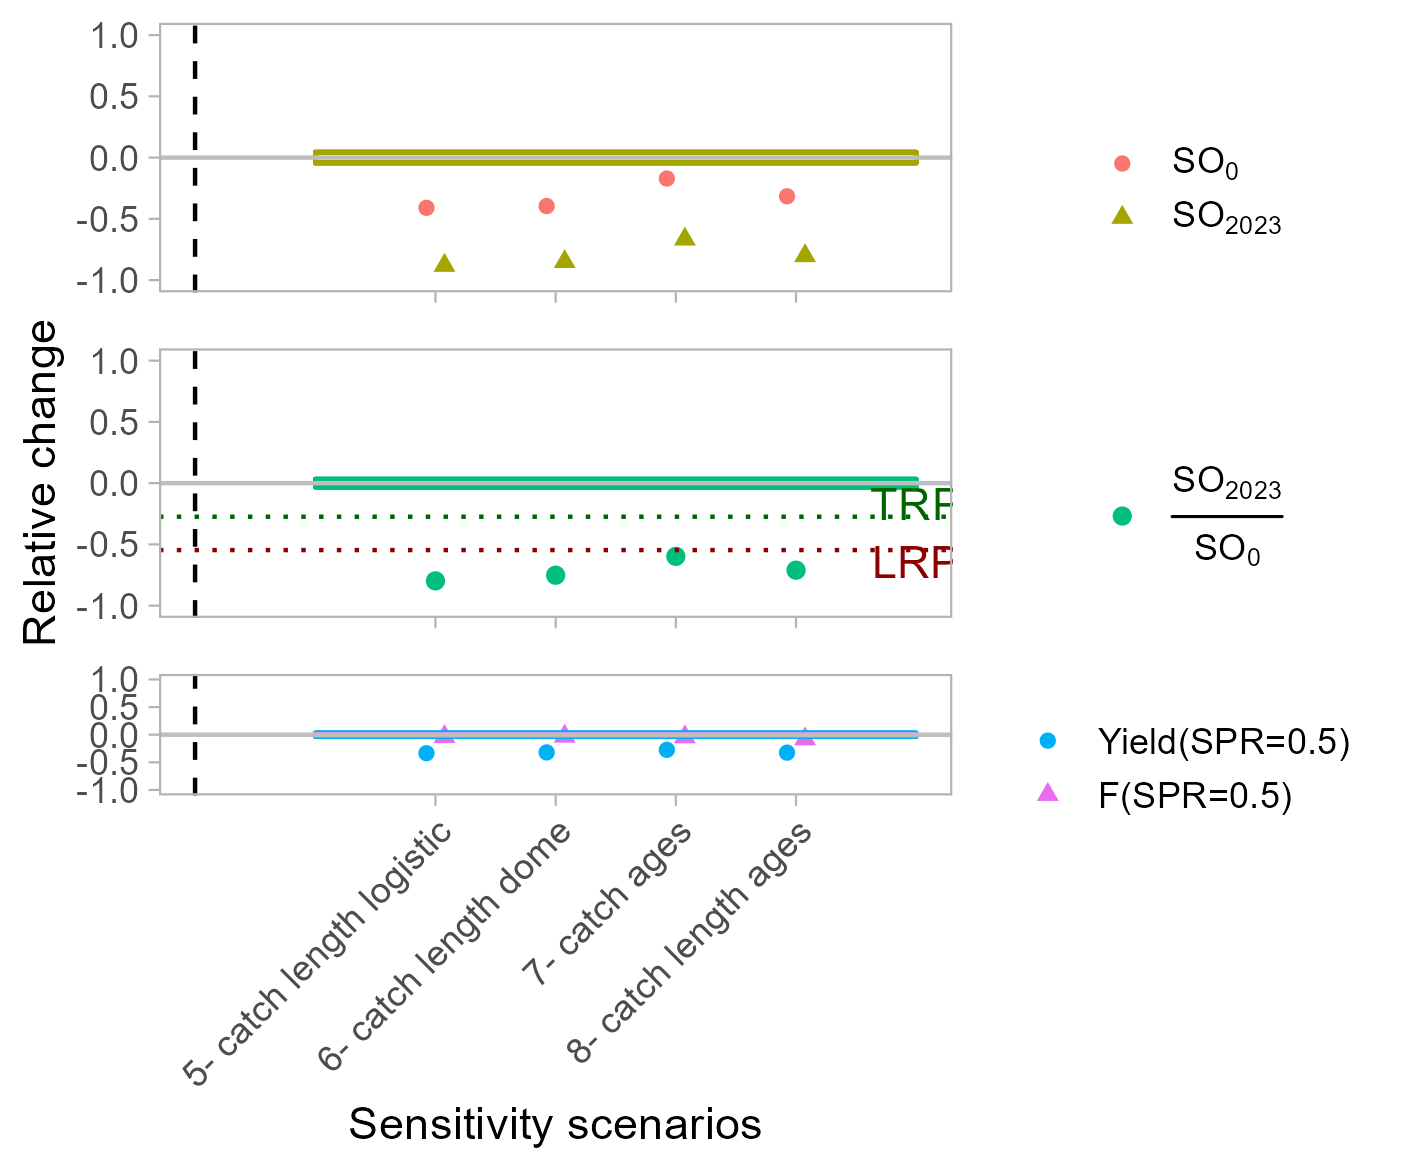 Relative change
1.0
0.5
0.0
-0.5
-1.0
SO0
SO2023
1.0
0.5
0.0
-0.5
-1.0
TRP
LRP
SO2023
SO0
1.0
0.5
0.0
-0.5
-1.0
Yield(SPR=0.5)
F(SPR=0.5)
5- catch length logistic
6- catch length dome
7- catch ages
8- catch length ages
Sensitivity scenarios